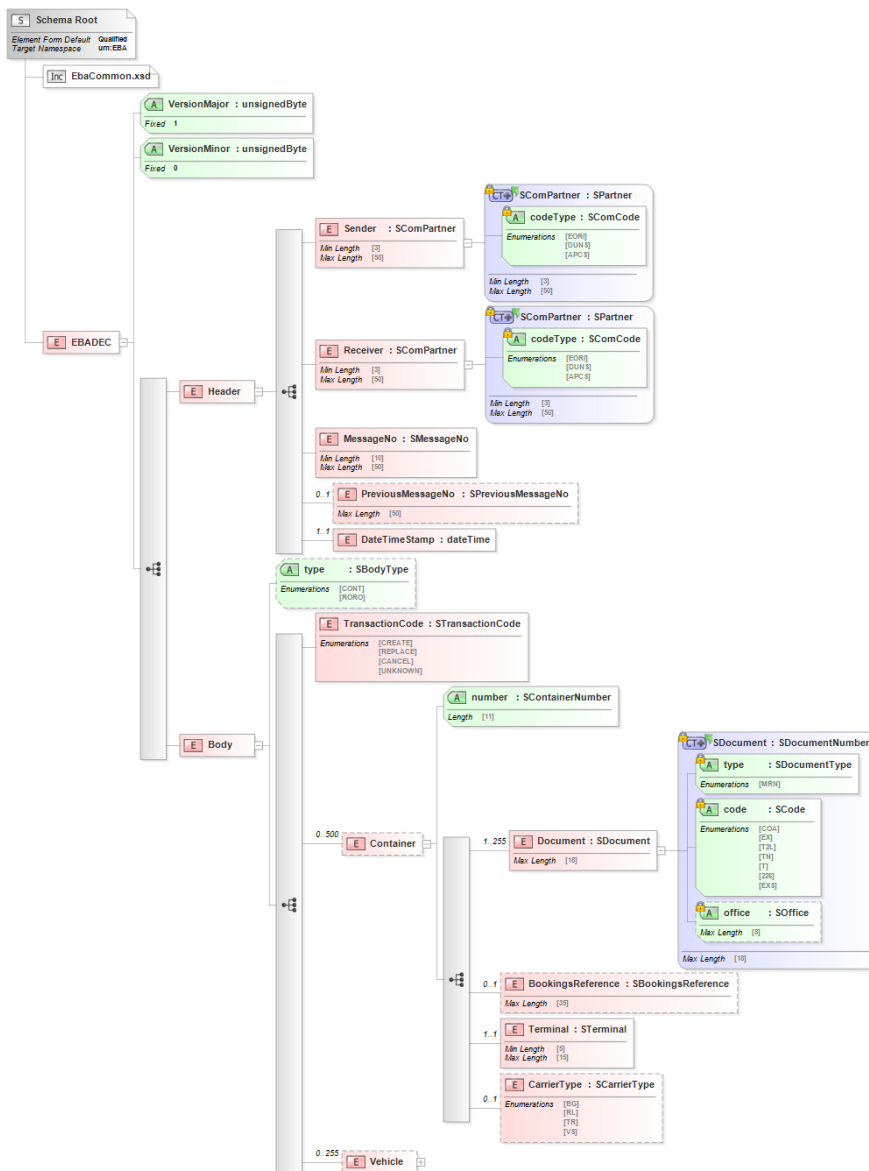 S Schema Root
Element Form Default Qualified
Target Namespace urn:EBA
Inc EbaCommon.xsd
A VersionMajor : unsignedByte
Fixed 1
A VersionMinor : unsignedByte
Fixed 0
E EBADEC
E Header
E Sender : SComPartner
Min Length [3]
Max Length [50]
CT SComPartner : SPartner
A codeType : SComCode
Enumerations [EORI]
[DUNS]
[APCS]
Min Length [3]
Max Length [50]
E Receiver : SComPartner
Min Length [3]
Max Length [50]
CT SComPartner : SPartner
A codeType : SComCode
Enumerations [EORI]
[DUNS]
[APCS]
Min Length [3]
Max Length [50]
E MessageNo : SMessageNo
Min Length [10]
Max Length [50]
0..1 E PreviousMessageNo : SPreviousMessageNo
Max Length [50]
1..1 E DateTimeStamp : dateTime
E Body
A type : SBodyType
Enumerations [CONT]
[RORO]
E TransactionCode : STransactionCode
Enumerations [CREATE]
[REPLACE]
[CANCEL]
[UNKNOWN]
0..500 E Container
A number : SContainerNumber
Length [11]
1..255 E Document : SDocument
Max Length [18]
CT SDocument : SDocumentNumber
A type : SDocumentType
Enumerations [MRN]
A code : SCode
Enumerations [COA]
[EX]
[T2L]
[TN]
[T]
[226]
[EXS]
A office : SOffice
Max Length [8]
Max Length [18]
0..1 E BookingsReference : SBookingsReference
Max Length [35]
1..1 E Terminal : STerminal
Min Length [5]
Max Length [15]
0..1 E CarrierType : SCarrierType
Enumerations [BG]
[RL]
[TR]
[VS]
0..255 E Vehicle